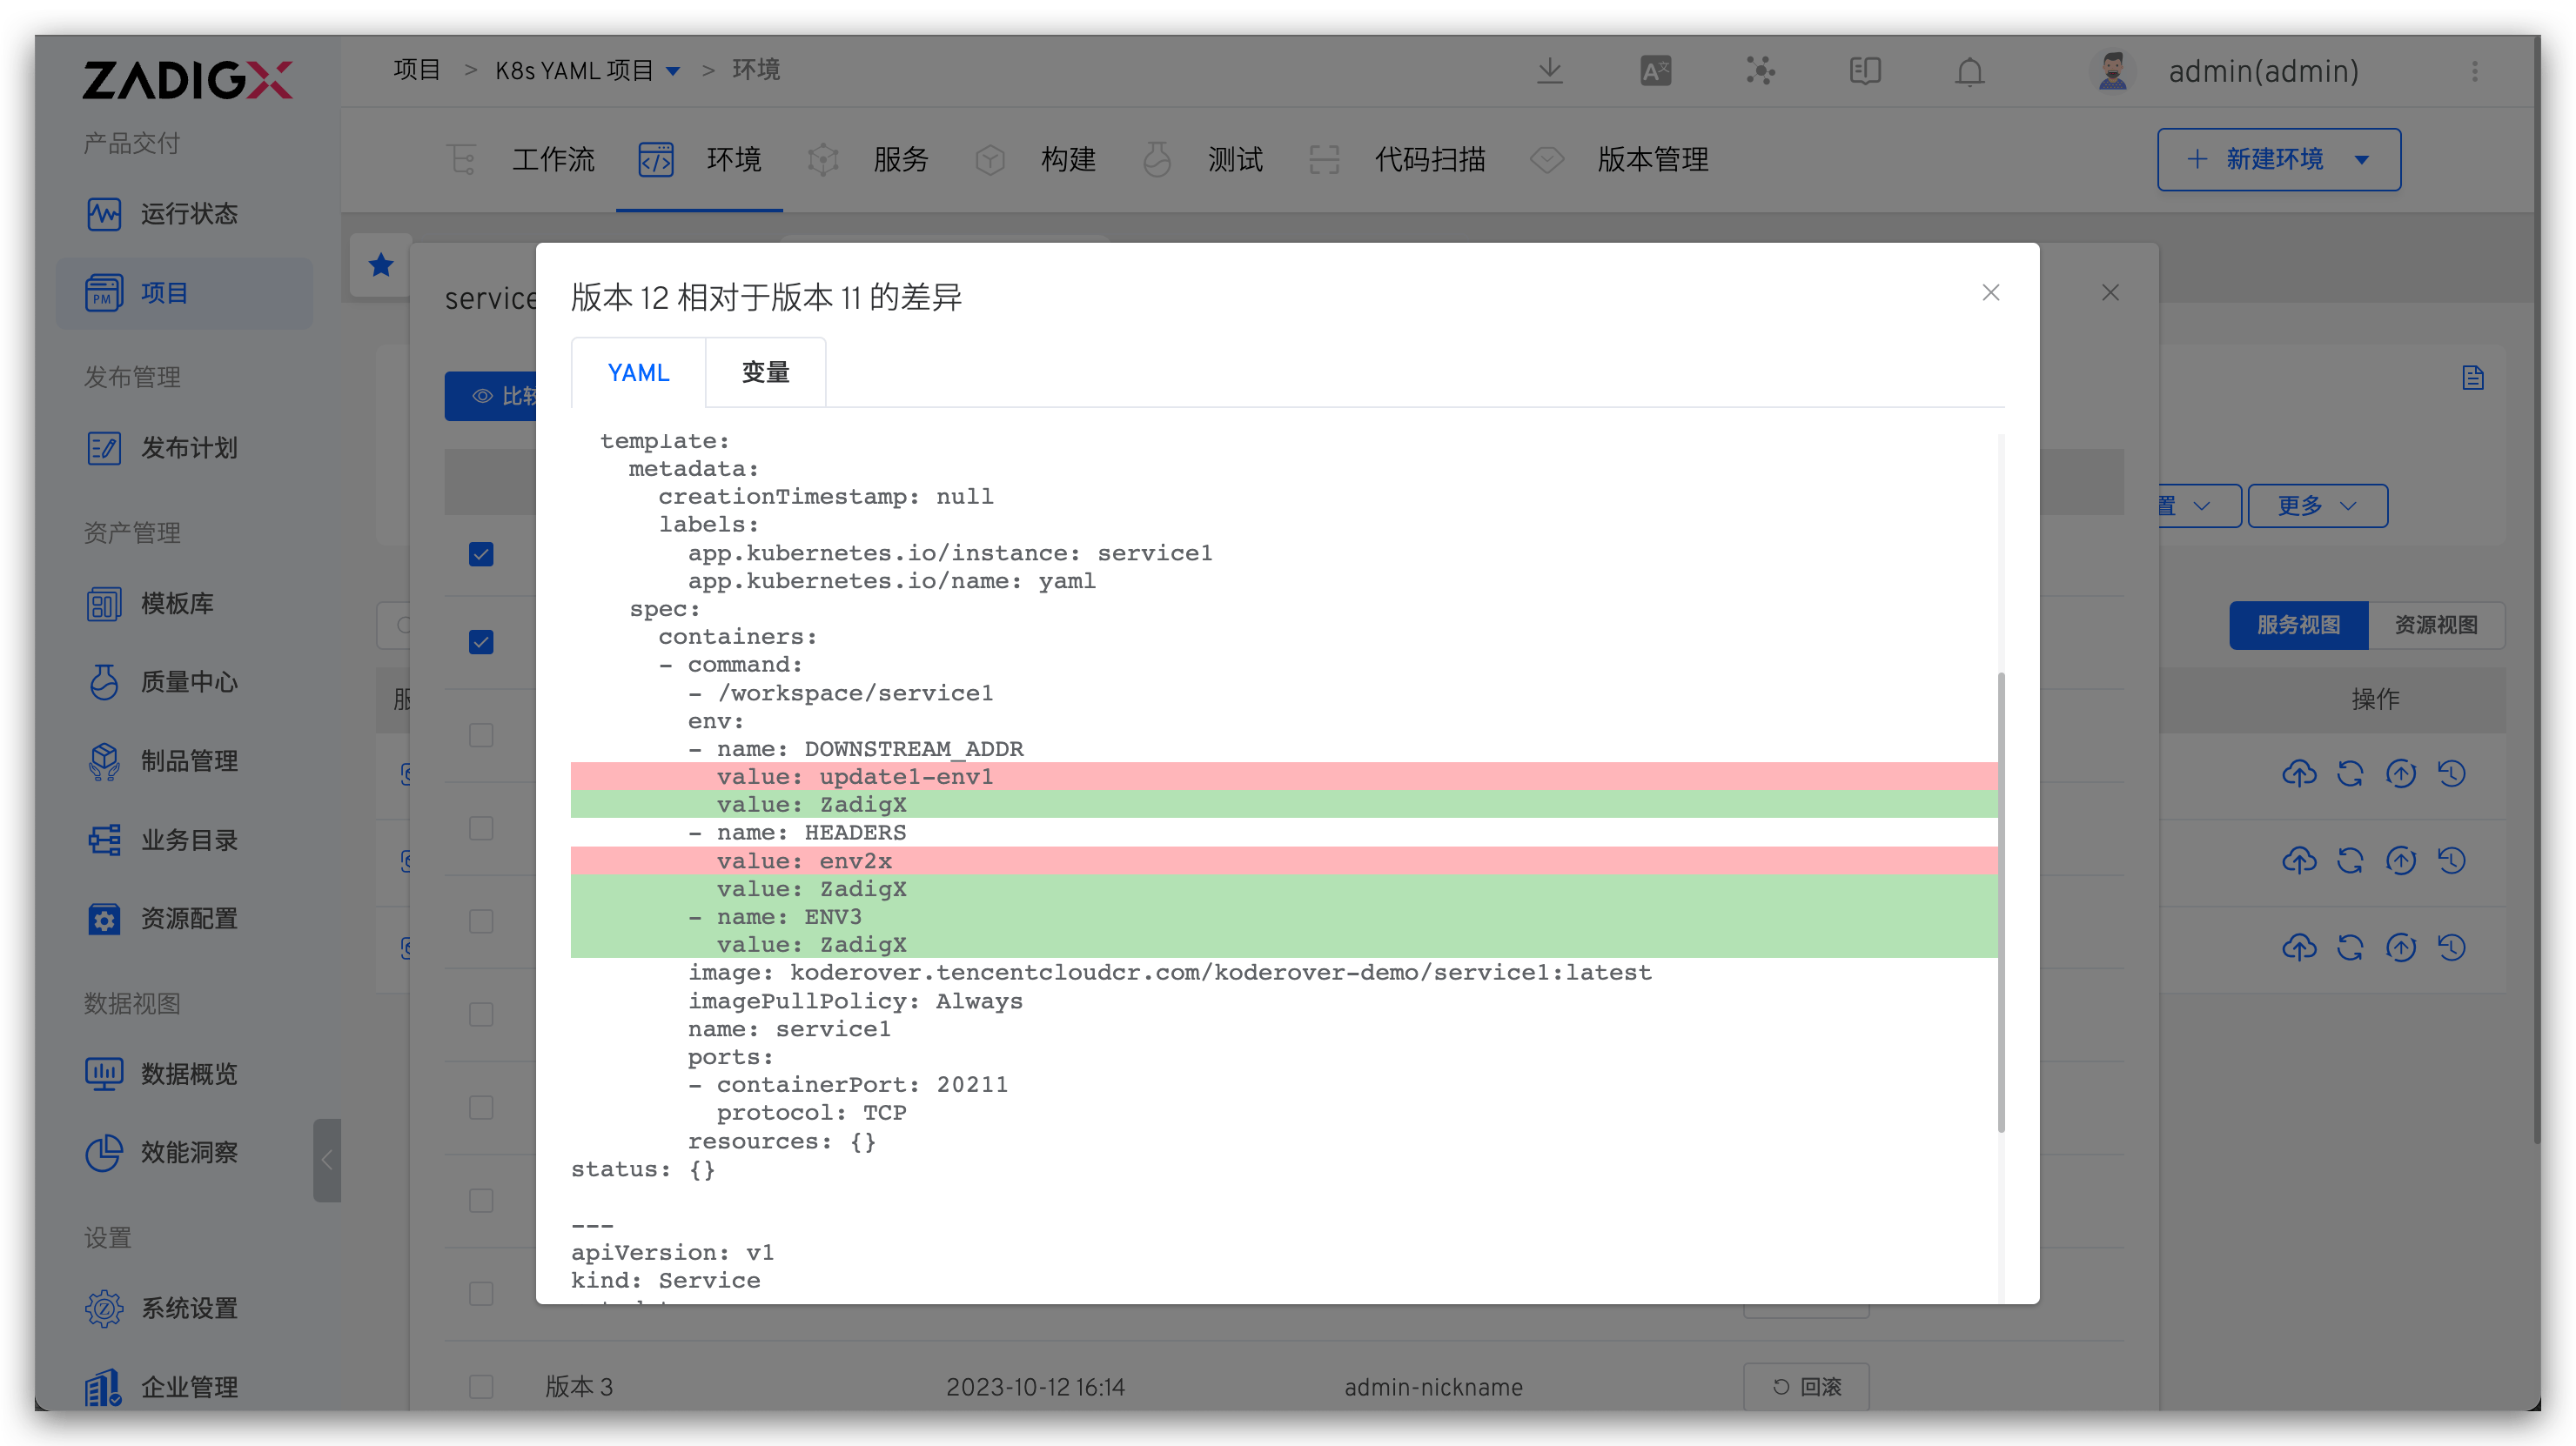 ZADIGX
项目 > K8s YAML 项目 > 环境
admin(admin)
产品交付
运行状态
项目
发布管理
发布计划
资产管理
模板库
质量中心
制品管理
业务目录
资源配置
数据视图
数据概览
效能洞察
设置
系统设置
企业管理
工作流
环境
服务
构建
测试
代码扫描
版本管理
+ 新建环境
service
比较
版本 12 相对于版本 11 的差异
YAML
变量
template:
metadata:
creationTimestamp: null
labels:
app.kubernetes.io/instance: service1
app.kubernetes.io/name: yaml
spec:
containers:
- command:
- /workspace/service1
env:
- name: DOWNSTREAM_ADDR
value: update1-env1
value: ZadigX
- name: HEADERS
value: env2x
value: ZadigX
- name: ENV3
value: ZadigX
image: koderover.tencentcloudcr.com/koderover-demo/service1:latest
imagePullPolicy: Always
name: service1
ports:
- containerPort: 20211
protocol: TCP
resources: {}
status: {}
---
apiVersion: v1
kind: Service
置
更多
服务视图
资源视图
服
操作
版本 3
2023-10-12 16:14
admin-nickname
回滚